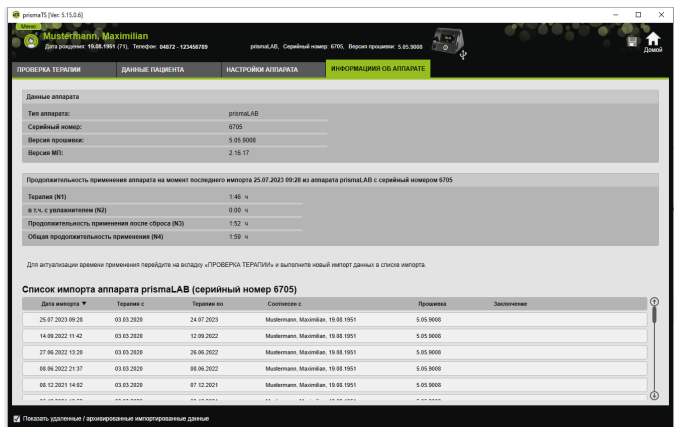 prismaTS [Ver: 5.15.0.6]
Меню
Mustermann, Maximilian
Дата рождения: 19.08.1951 (71), Телефон: 04872 - 123456789
prismaLAB, Серийный номер: 6705, Версия прошивки: 5.05.9008
Домой
ПРОВЕРКА ТЕРАПИИ
ДАННЫЕ ПАЦИЕНТА
НАСТРОЙКИ АППАРАТА
ИНФОРМАЦИИЯ ОБ АППАРАТЕ
Данные аппарата
Тип аппарата: prismaLAB
Серийный номер: 6705
Версия прошивки: 5.05.9008
Версия МП: 2.16.17
Продолжительность применения аппарата на момент последнего импорта 25.07.2023 09:28 из аппарата prismaLAB с серийный номером 6705
Терапия (N1) 1:46 ч
в т.ч. с увлажнителем (N2) 0:00 ч
Продолжительность применения после сброса (N3) 1:52 ч
Общая продолжительность применения (N4) 1:59 ч
Для актуализации времени применения перейдите на вкладку «ПРОВЕРКА ТЕРАПИИ» и выполните новый импорт данных в списке импорта.
Список импорта аппарата prismaLAB (серийный номер 6705)
Дата импорта ▼ Терапия с Терапия по Соотнесен с Прошивка Заключение
25.07.2023 09:28 03.03.2020 24.07.2023 Mustermann, Maximilian, 19.08.1951 5.05.9008
14.09.2022 11:42 03.03.2020 12.09.2022 Mustermann, Maximilian, 19.08.1951 5.05.9008
27.06.2022 13:20 03.03.2020 26.06.2022 Mustermann, Maximilian, 19.08.1951 5.05.9008
08.06.2022 21:37 03.03.2020 08.06.2022 Mustermann, Maximilian, 19.08.1951 5.05.9008
08.12.2021 14:02 03.03.2020 07.12.2021 Mustermann, Maximilian, 19.08.1951 5.05.9008
Показать удаленные / архивированные импортированные данные